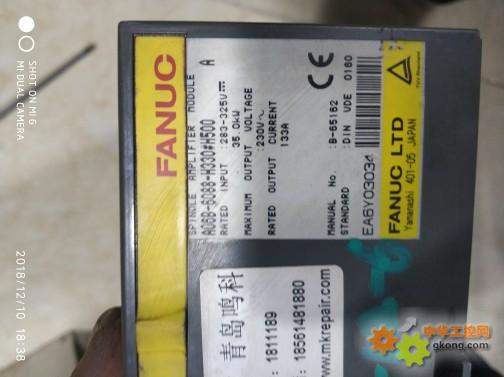 FANUC
SPINDLE AMPLIFIER MODULE A
A06B-6088-H330#H500
RATED INPUT :283-325V
35.0kW
MAXIMUM OUTPUT VOLTAGE
:230V~
RATED OUTPUT CURRENT
133A
CE
MANUAL No. :B-65162
STANDARD :DIN VDE 0160
EA6Y03034
FANUC LTD
Yamanashi 401-05 JAPAN
青岛鸣科
: 1811189
: 18561481880
www.mkrepair.com
SHOT ON MI 6
MI DUAL CAMERA
2018/12/10 18:38
中华工控网
gkong.com